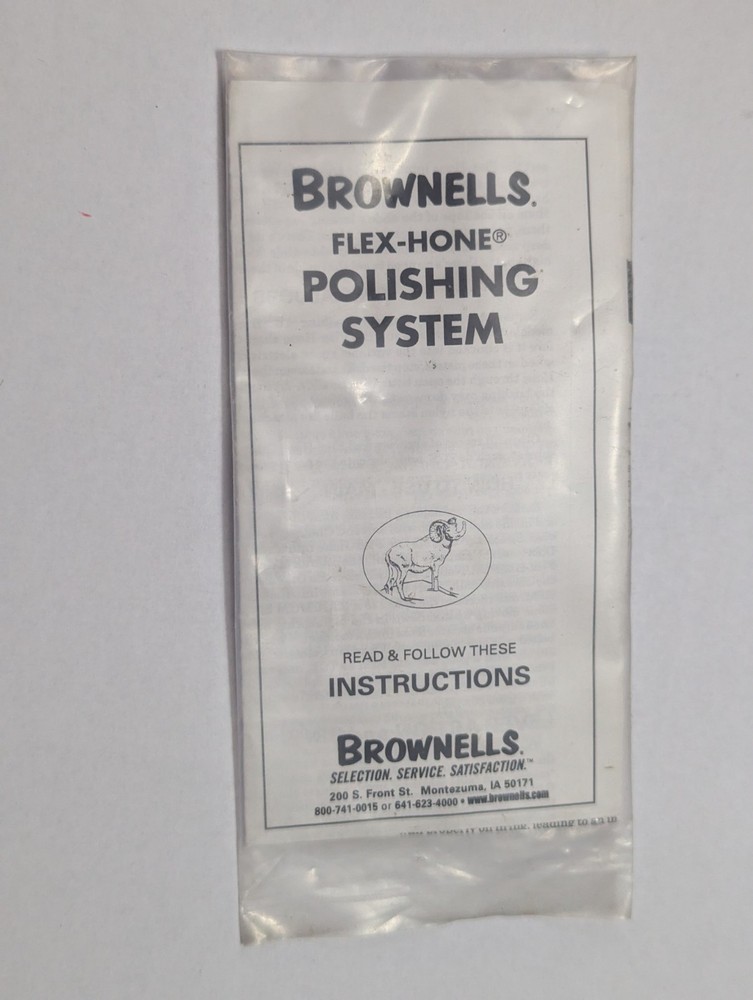 BROWNELLS.
FLEX-HONE®
POLISHING
SYSTEM
READ & FOLLOW THESE
INSTRUCTIONS
BROWNELLS.
SELECTION. SERVICE. SATISFACTION.™
200 S. Front St. Montezuma, IA 50171
800-741-0015 or 641-623-4000 • www.brownells.com